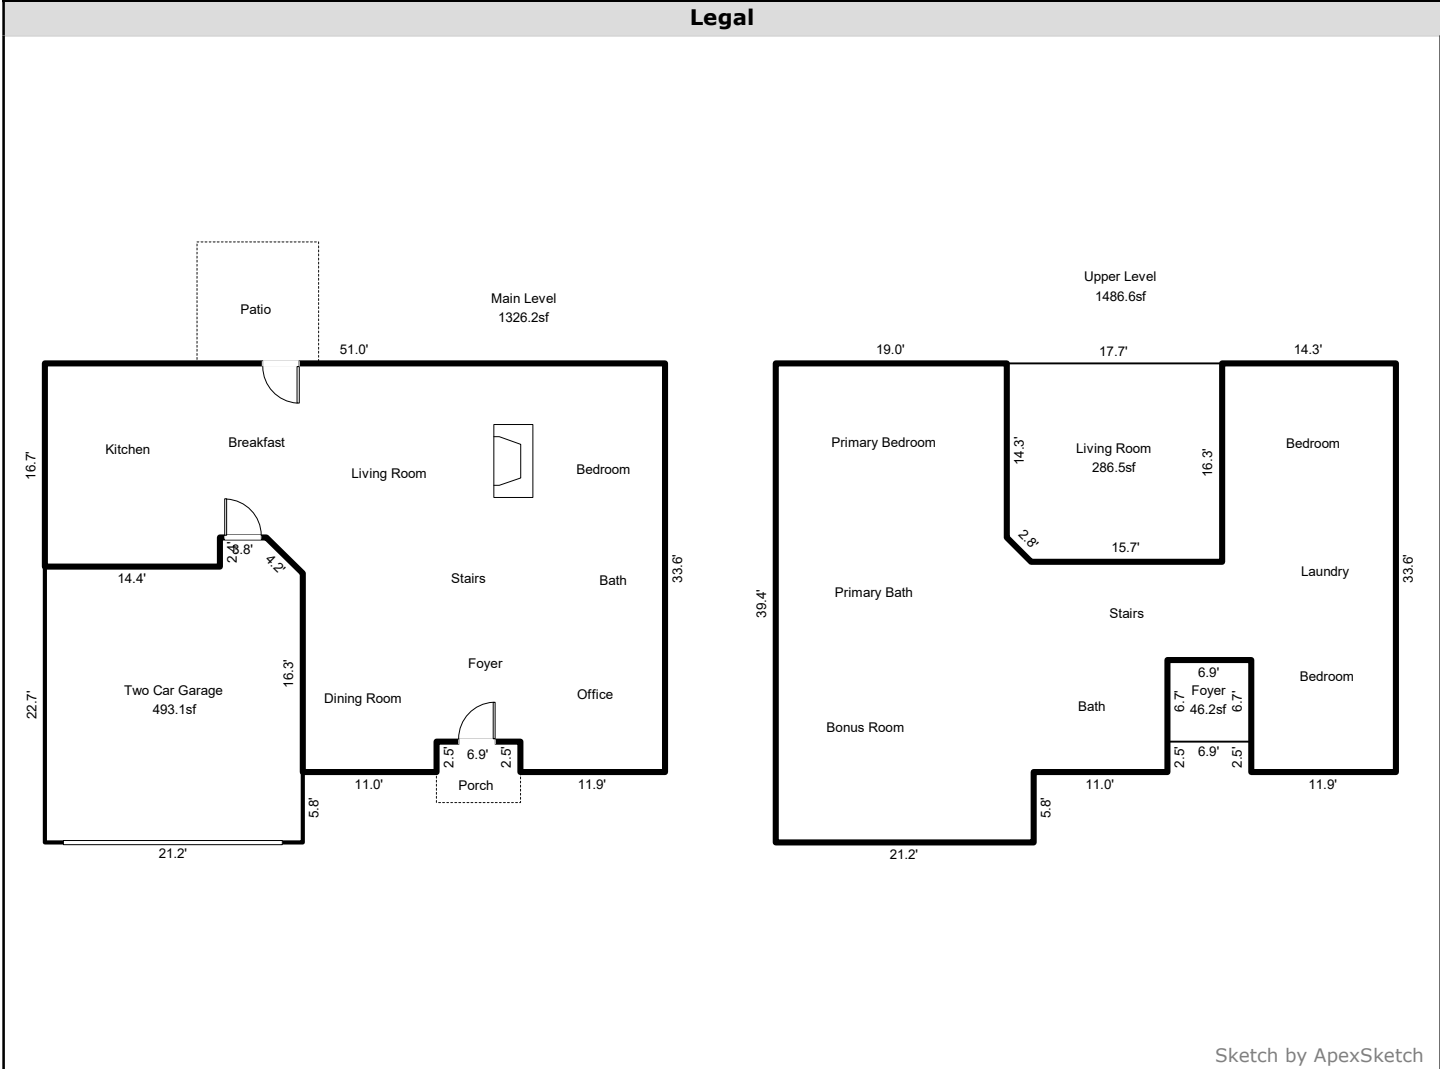 Legal
Patio
Main Level
1326.2sf
51.0'
16.7'
Kitchen
Breakfast
Living Room
Bedroom
2.4'
3.8'
4.2'
14.4'
Stairs
Bath
33.6'
Foyer
16.3'
Two Car Garage
493.1sf
22.7'
Dining Room
Office
2.5'
6.9'
2.5'
Porch
11.0'
11.9'
5.8'
21.2'
Upper Level
1486.6sf
19.0'
17.7'
14.3'
Primary Bedroom
14.3'
Living Room
286.5sf
16.3'
Bedroom
2.8'
15.7'
Laundry
33.6'
39.4'
Primary Bath
Stairs
6.9'
Foyer
46.2sf
6.7'
6.7'
Bedroom
Bath
Bonus Room
2.5'
6.9'
2.5'
11.0'
11.9'
5.8'
21.2'
Sketch by ApexSketch